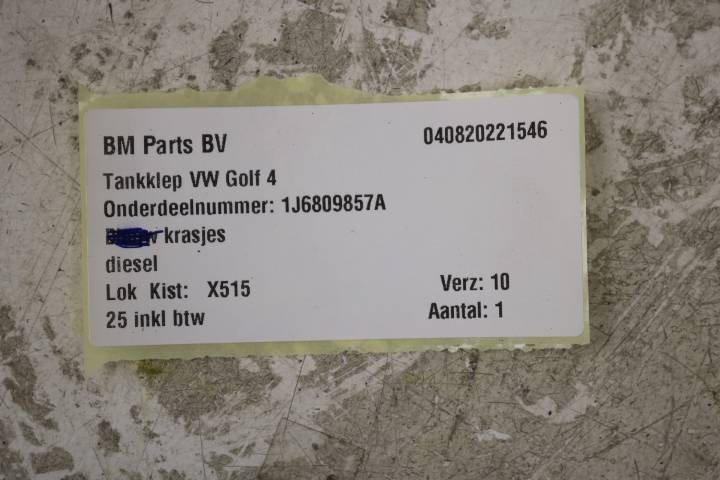 BM Parts BV
040820221546
Tankklep VW Golf 4
Onderdeelnummer: 1J6809857A
krasjes
diesel
Lok Kist: X515
Verz: 10
25 inkl btw
Aantal: 1